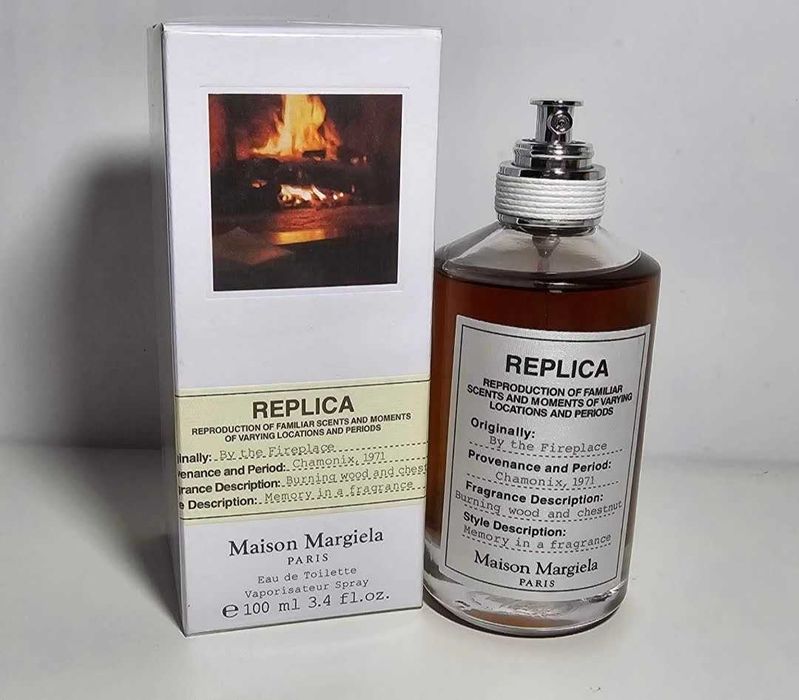 REPLICA
REPRODUCTION OF FAMILIAR SCENTS AND MOMENTS
OF VARYING LOCATIONS AND PERIODS
inally: By the Fireplace
enance and Period: Chamonix, 1971
rance Description: Burning wood and chest
e Description: Memory in a fragrance
Maison Margiela
PARIS
Eau de Toilette
Vaporisateur Spray
℮ 100 ml 3.4 fl.oz.
REPLICA
REPRODUCTION OF FAMILIAR
SCENTS AND MOMENTS OF VARYING
LOCATIONS AND PERIODS
Originally:
By the Fireplace
Provenance and Period:
Chamonix, 1971
Fragrance Description:
Burning wood and chestnut
Style Description:
Memory in a fragrance
Maison Margiela
PARIS